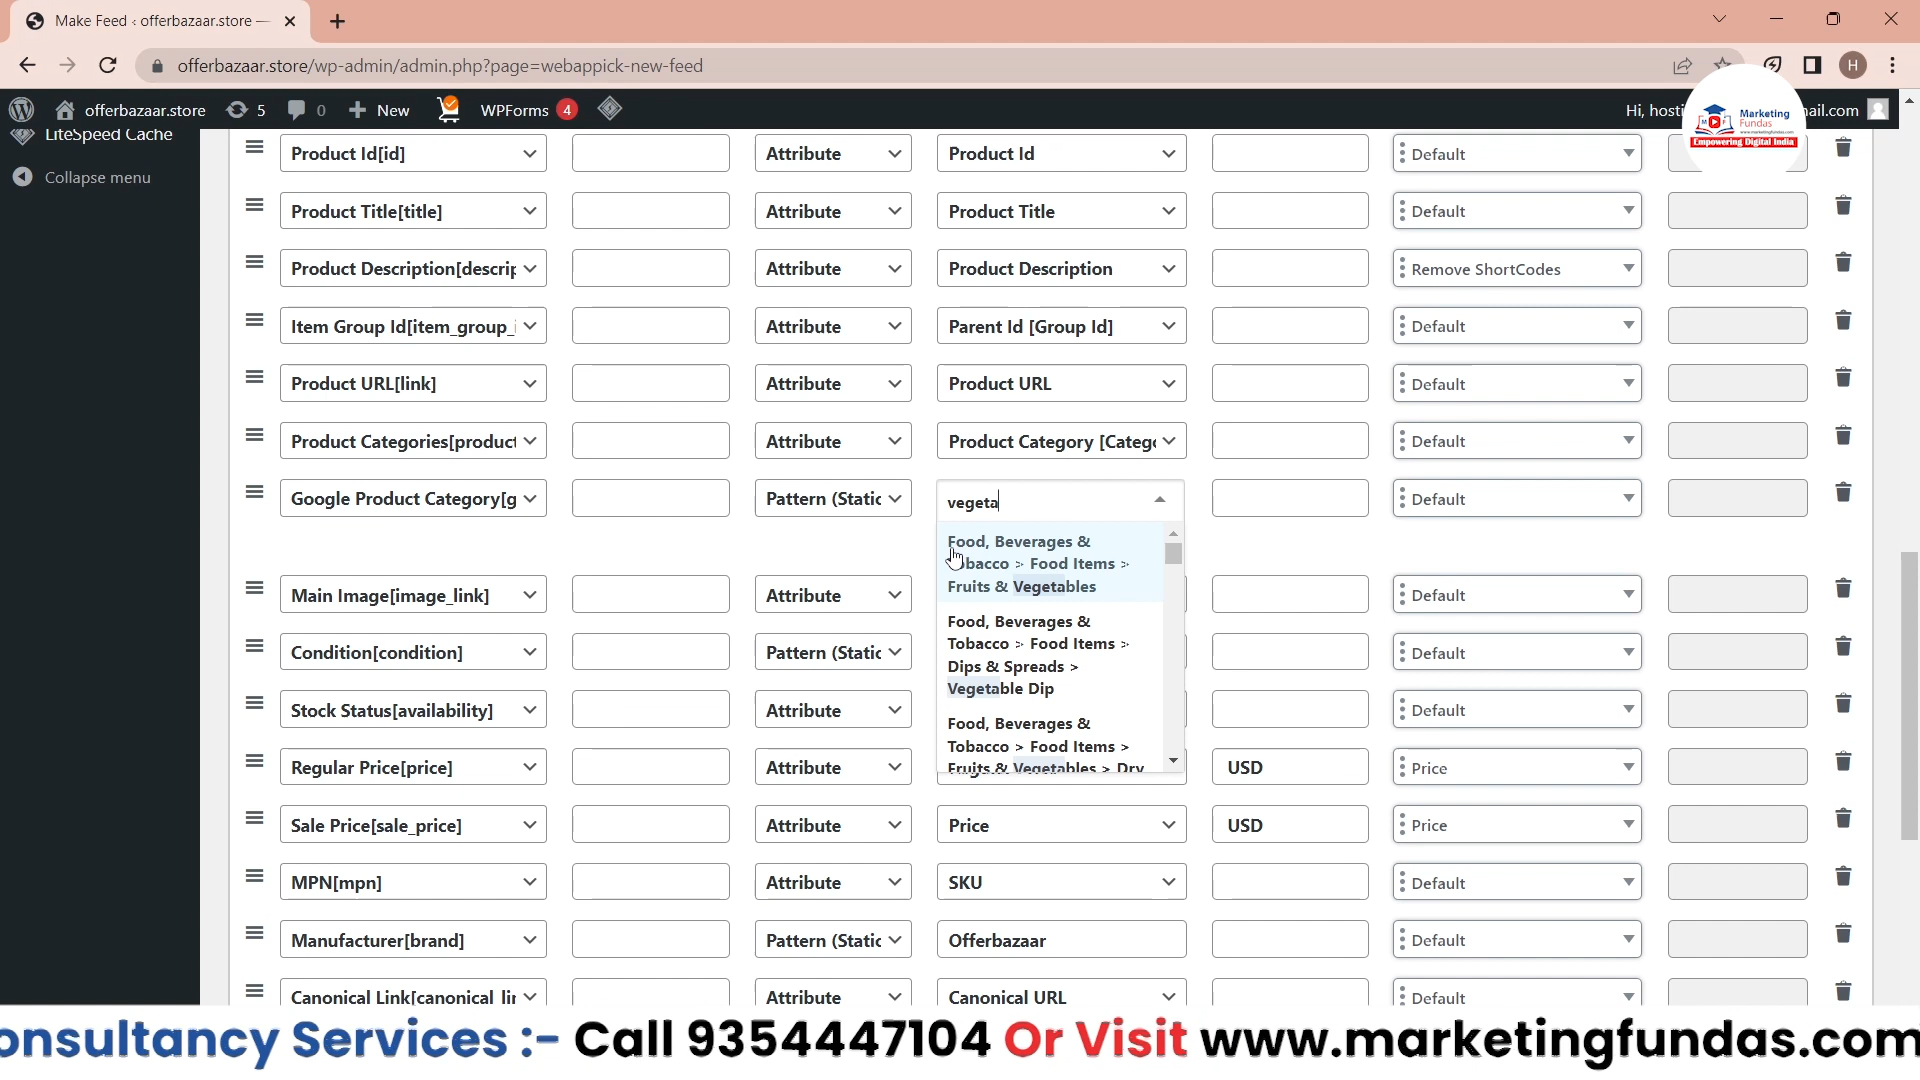 Make Feed ‹ offerbazaar.store —
offerbazaar.store/wp-admin/admin.php?page=webappick-new-feed
offerbazaar.store 5 0 New WPForms 4 Hi, hosti ail.com
Marketing
Fundas
www.marketingfundas.com
Empowering Digital India
LiteSpeed Cache
Collapse menu
Product Id[id] Attribute Product Id Default
Product Title[title] Attribute Product Title Default
Product Description[descrip Attribute Product Description Remove ShortCodes
Item Group Id[item_group_i Attribute Parent Id [Group Id] Default
Product URL[link] Attribute Product URL Default
Product Categories[product Attribute Product Category [Catego Default
Google Product Category[g Pattern (Static vegeta Default
Food, Beverages &
Tobacco > Food Items >
Fruits & Vegetables
Food, Beverages &
Tobacco > Food Items >
Dips & Spreads >
Vegetable Dip
Food, Beverages &
Tobacco > Food Items >
Fruits & Vegetables > Dry
Main Image[image_link] Attribute Default
Condition[condition] Pattern (Static Default
Stock Status[availability] Attribute Default
Regular Price[price] Attribute USD Price
Sale Price[sale_price] Attribute Price USD Price
MPN[mpn] Attribute SKU Default
Manufacturer[brand] Pattern (Static Offerbazaar Default
Canonical Link[canonical_lin Attribute Canonical URL Default
onsultancy Services :- Call 9354447104 Or Visit www.marketingfundas.com